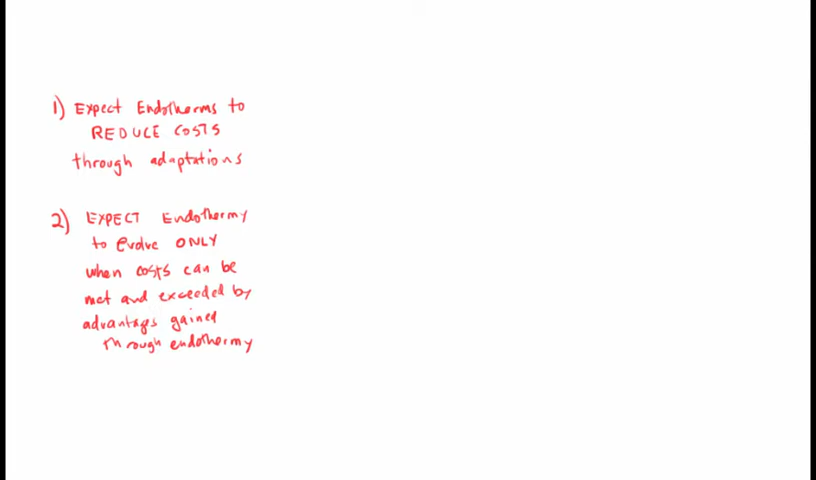 1) Expect Endotherms to
REDUCE COSTS
through adaptations
2) EXPECT Endothermy
to evolve ONLY
when costs can be
met and exceeded by
advantages gained
through endothermy